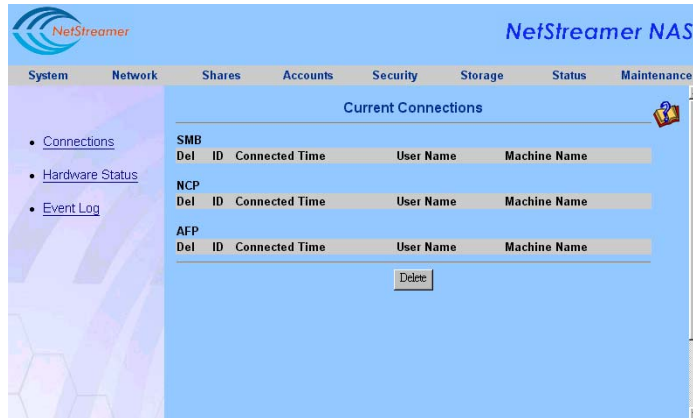 NetStreamer
NetStreamer NAS
System Network Shares Accounts Security Storage Status Maintenance
Current Connections
Connections
Hardware Status
Event Log
SMB
Del ID Connected Time User Name Machine Name
NCP
Del ID Connected Time User Name Machine Name
AFP
Del ID Connected Time User Name Machine Name
Delete